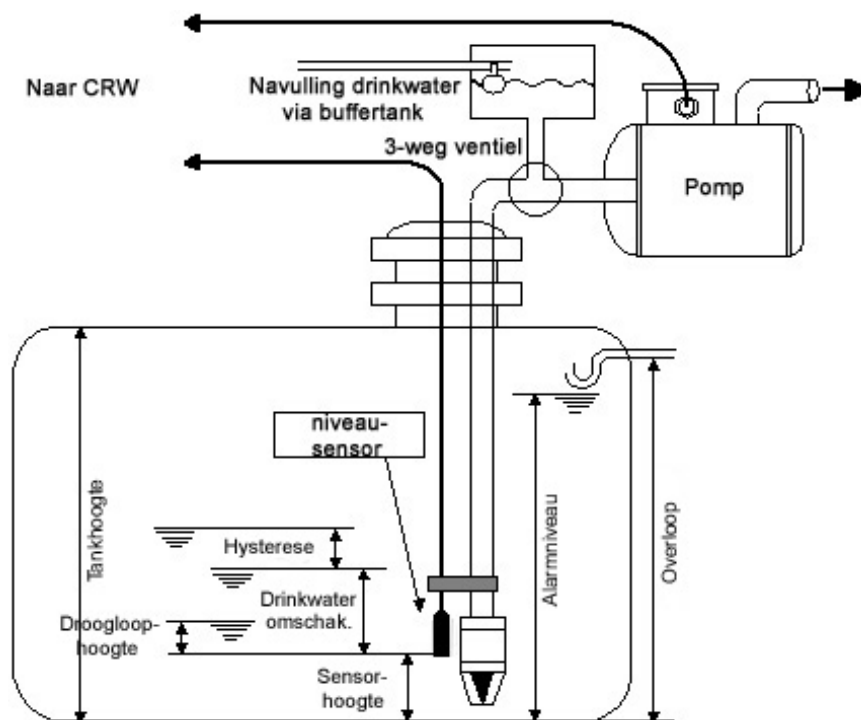 Naar CRW
Navulling drinkwater
via buffertank
3-weg ventiel
Pomp
niveau-
sensor
Tankhoogte
Hysterese
Drinkwater
omschak.
Droogloop-
hoogte
Sensor-
hoogte
Alarmniveau
Overloop